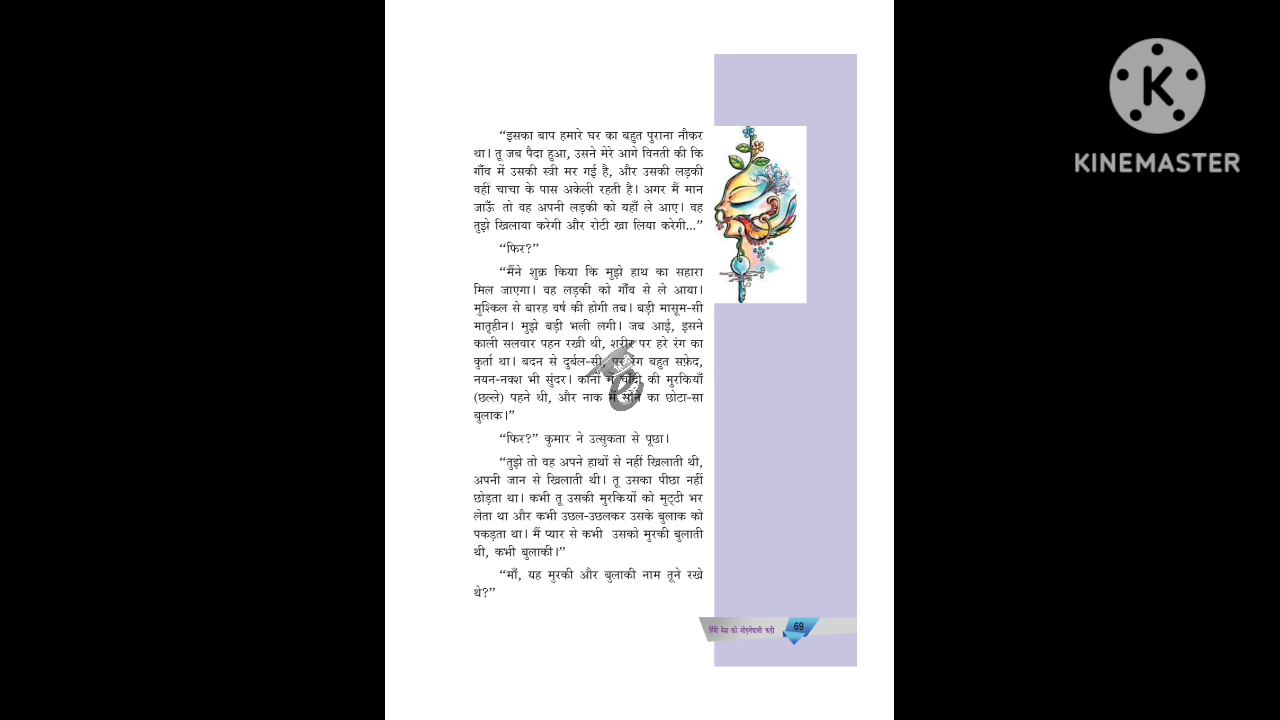 “इसका बाप हमारे घर का बहुत पुराना नौकर
था। तू जब पैदा हुआ, उसने मेरे आगे विनती की कि
गाँव में उसकी स्त्री मर गई है, और उसकी लड़की
वहीं चाचा के पास अकेली रहती है। अगर मैं मान
जाऊँ तो वह अपनी लड़की को यहाँ ले आए। वह
तुझे खिलाया करेगी और रोटी खा लिया करेगी...”
“फिर?”
“मैंने शुक्र किया कि मुझे हाथ का सहारा
मिल जाएगा। वह लड़की को गाँव से ले आया।
मुश्किल से बारह वर्ष की होगी तब। बड़ी मासूम-सी
मातृहीन। मुझे बड़ी भली लगी। जब आई, इसने
काली सलवार पहन रखी थी, शरीर पर हरे रंग का
कुर्ता था। बदन से दुर्बल-सी, पर रंग बहुत सफ़ेद,
नयन-नक्श भी सुंदर। कानों में चाँदी की मुरकियाँ
(छल्ले) पहने थी, और नाक में सोने का छोटा-सा
बुलाक।”
“फिर?” कुमार ने उत्सुकता से पूछा।
“तुझे तो वह अपने हाथों से नहीं खिलाती थी,
अपनी जान से खिलाती थी। तू उसका पीछा नहीं
छोड़ता था। कभी तू उसकी मुरकियों को मुट्ठी भर
लेता था और कभी उछल-उछलकर उसके बुलाक को
पकड़ता था। मैं प्यार से कभी उसको मुरकी बुलाती
थी, कभी बुलाकी।”
“माँ, यह मुरकी और बुलाकी नाम तूने रखे
थे?”
हिंदी देश को जोड़नेवाली कड़ी
69
KINEMASTER